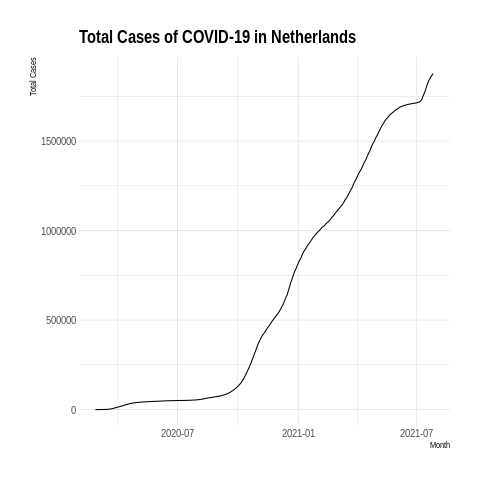 Total Cases of COVID-19 in Netherlands
Total Cases
1500000
1000000
500000
0
2020-07
2021-01
2021-07
Month